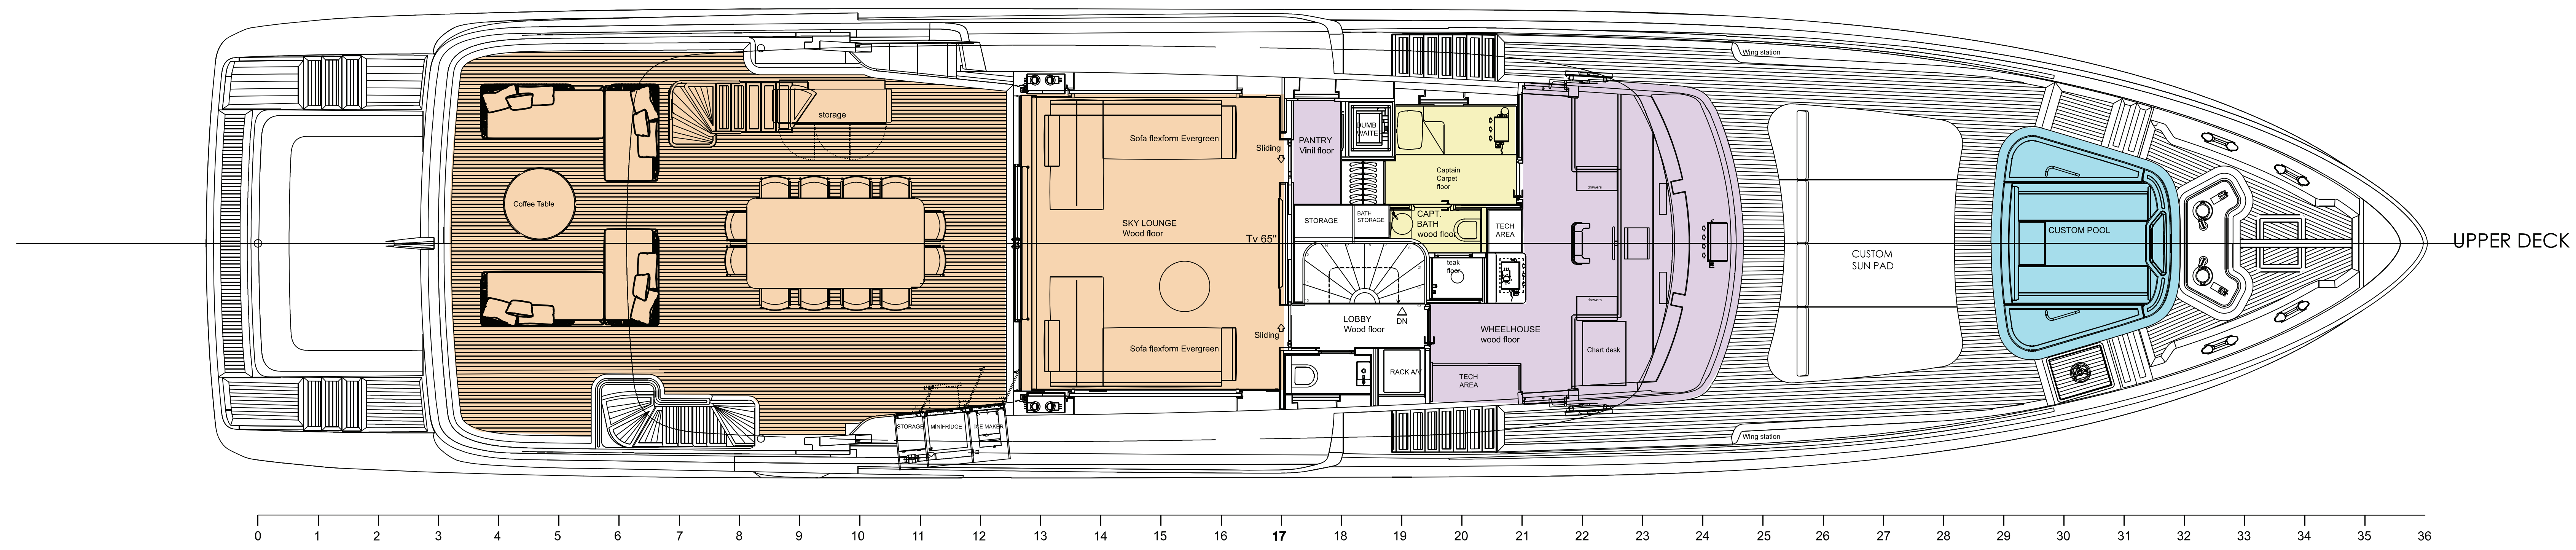 Wing station
storage
DUMB
WAITER
PANTRY
Vinil floor
Sofa flexform Evergreen
Sliding
Captain
Carpet
floor
drawers
Coffee Table
STORAGE
BATH
STORAGE
CAPT.
BATH
wood floor
TECH
AREA
SKY LOUNGE
Wood floor
Tv 65"
CUSTOM POOL
UPPER DECK
CUSTOM
SUN PAD
teak
floor
drawers
LOBBY
Wood floor
DN
WHEELHOUSE
wood floor
Sliding
Sofa flexform Evergreen
Chart desk
RACK A/V
TECH
AREA
STORAGE
MINIFRIDGE
ICE MAKER
Wing station
0 1 2 3 4 5 6 7 8 9 10 11 12 13 14 15 16 17 18 19 20 21 22 23 24 25 26 27 28 29 30 31 32 33 34 35 36